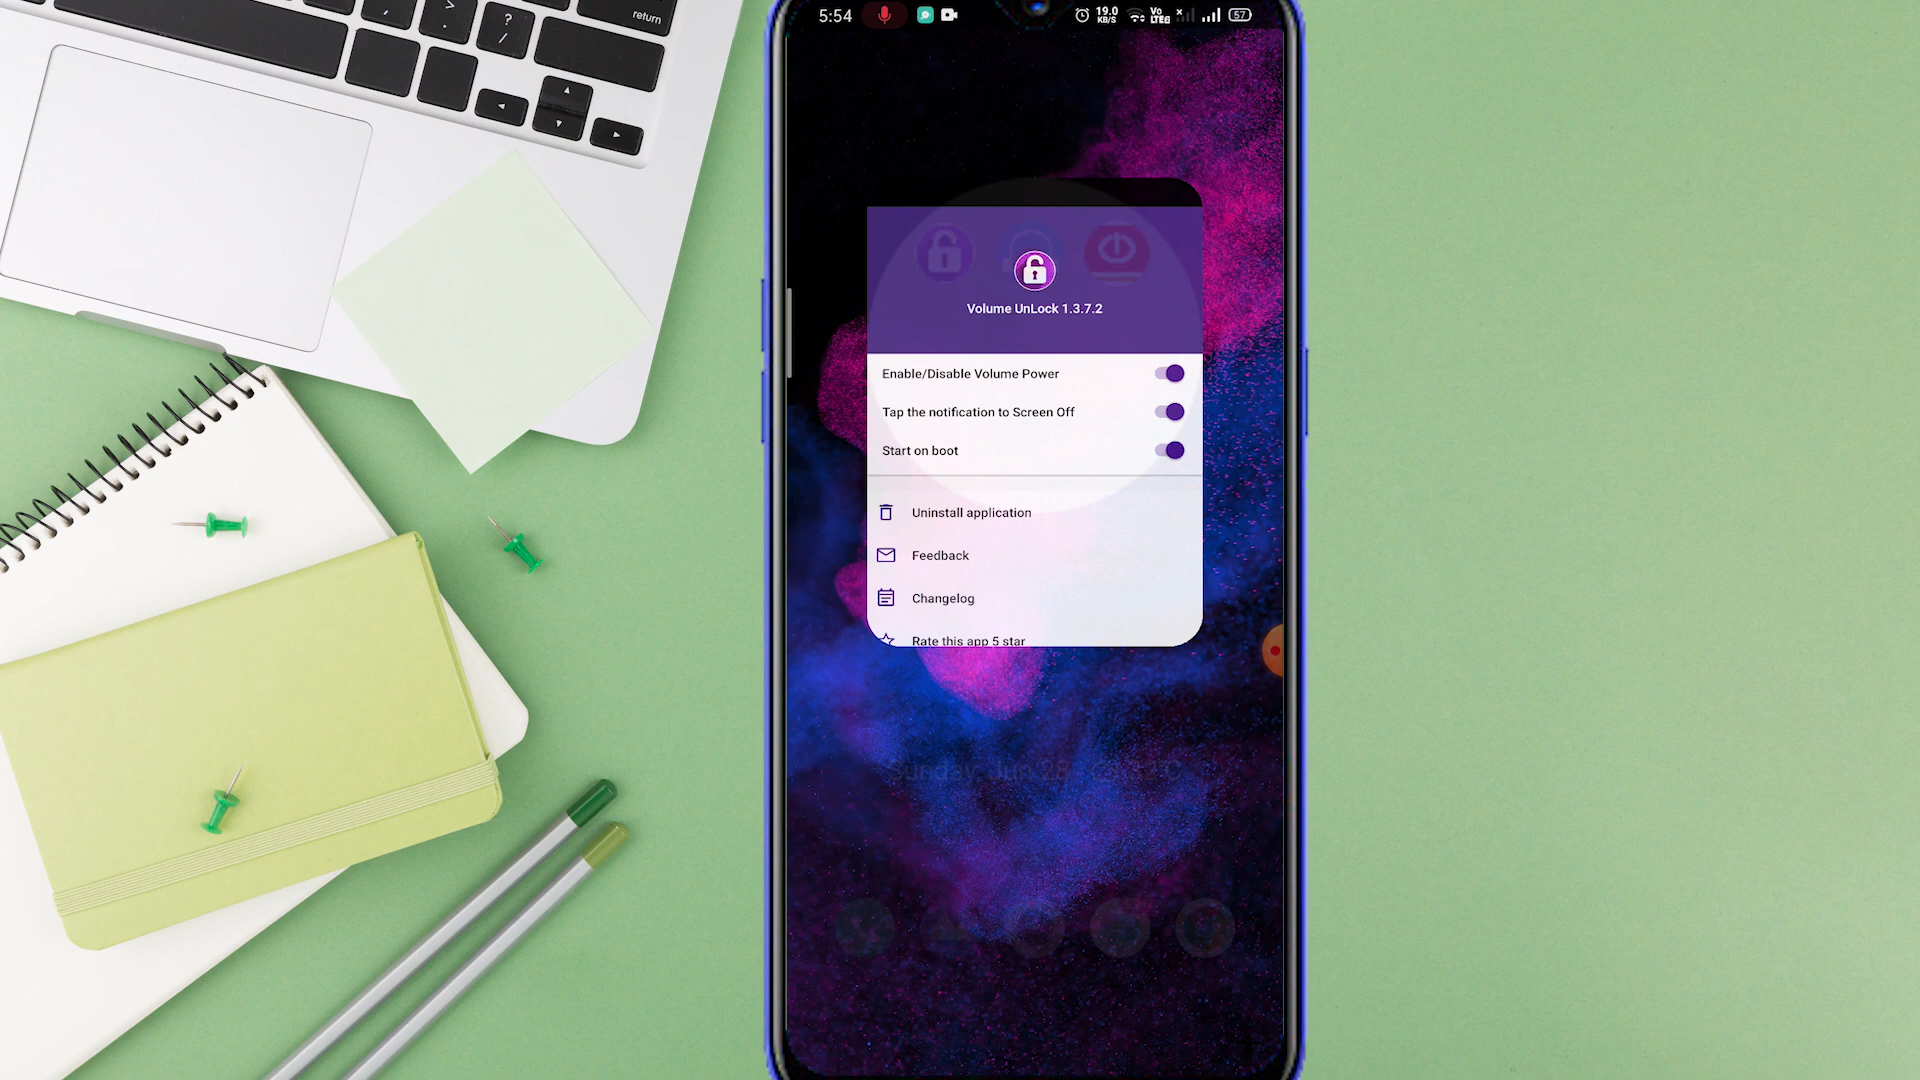 return
?
/
>
.
,
5:54
19.0
KB/S
Vo
LTE
57
Volume UnLock 1.3.7.2
Enable/Disable Volume Power
Tap the notification to Screen Off
Start on boot
Uninstall application
Feedback
Changelog
Rate this app 5 star